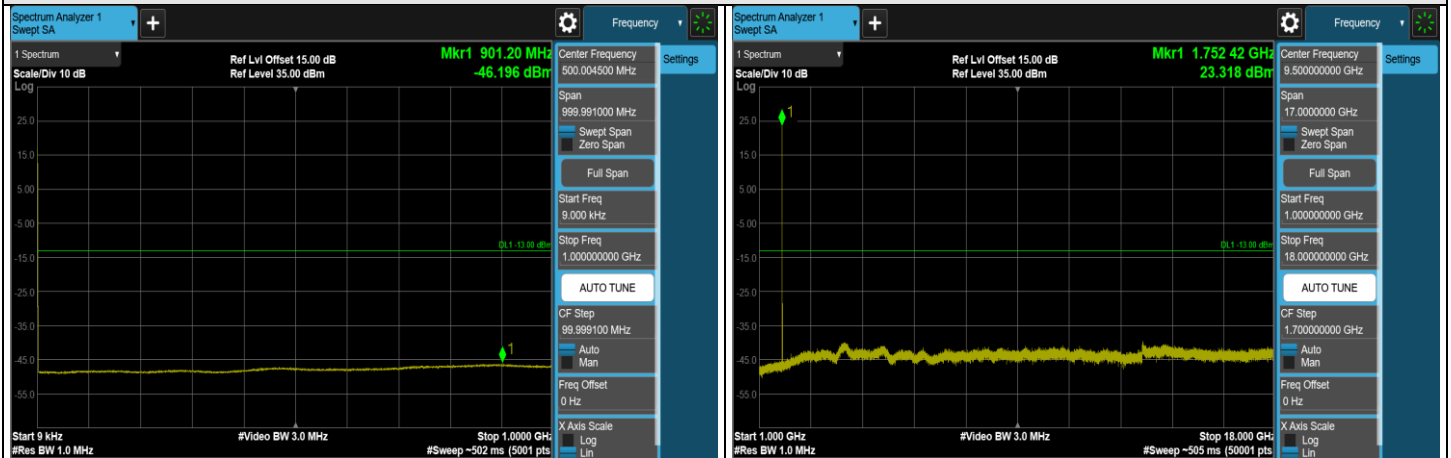 Spectrum Analyzer 1
Swept SA
+
Frequency
1 Spectrum
Scale/Div 10 dB
Log
Ref Lvl Offset 15.00 dB
Ref Level 35.00 dBm
Mkr1 901.20 MHz
-46.196 dBm
25.0
15.0
5.00
-5.00
-15.0
-25.0
-35.0
-45.0
-55.0
1
DL1 -13.00 dBm
Start 9 kHz
#Res BW 1.0 MHz
#Video BW 3.0 MHz
Stop 1.0000 GHz
#Sweep ~502 ms (5001 pts
Center Frequency
500.004500 MHz
Span
999.991000 MHz
Swept Span
Zero Span
Full Span
Start Freq
9.000 kHz
Stop Freq
1.000000000 GHz
AUTO TUNE
CF Step
99.999100 MHz
Auto
Man
Freq Offset
0 Hz
X Axis Scale
Log
Lin
Settings
Spectrum Analyzer 1
Swept SA
+
Frequency
1 Spectrum
Scale/Div 10 dB
Log
Ref Lvl Offset 15.00 dB
Ref Level 35.00 dBm
Mkr1 1.752 42 GHz
23.318 dBm
25.0
15.0
5.00
-5.00
-15.0
-25.0
-35.0
-45.0
-55.0
1
DL1 -13.00 dBm
Start 1.000 GHz
#Res BW 1.0 MHz
#Video BW 3.0 MHz
Stop 18.000 GHz
#Sweep ~505 ms (50001 pts
Center Frequency
9.500000000 GHz
Span
17.0000000 GHz
Swept Span
Zero Span
Full Span
Start Freq
1.000000000 GHz
Stop Freq
18.000000000 GHz
AUTO TUNE
CF Step
1.700000000 GHz
Auto
Man
Freq Offset
0 Hz
X Axis Scale
Log
Lin
Settings